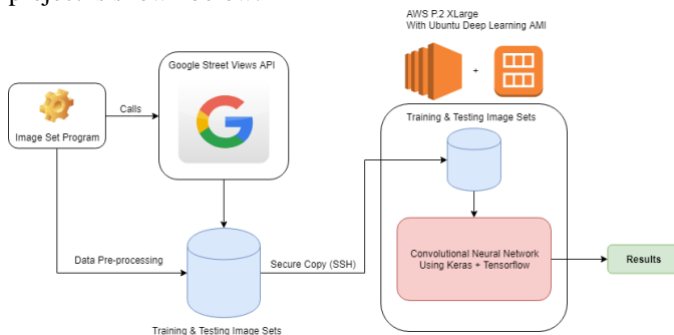 AWS P.2 XLarge
With Ubuntu Deep Learning AMI
Google Street Views API
Calls
+
Image Set Program
Training & Testing Image Sets
Data Pre-processing
Secure Copy (SSH)
Convolutional Neural Network
Using Keras + Tensorflow
Results
Training & Testing Image Sets